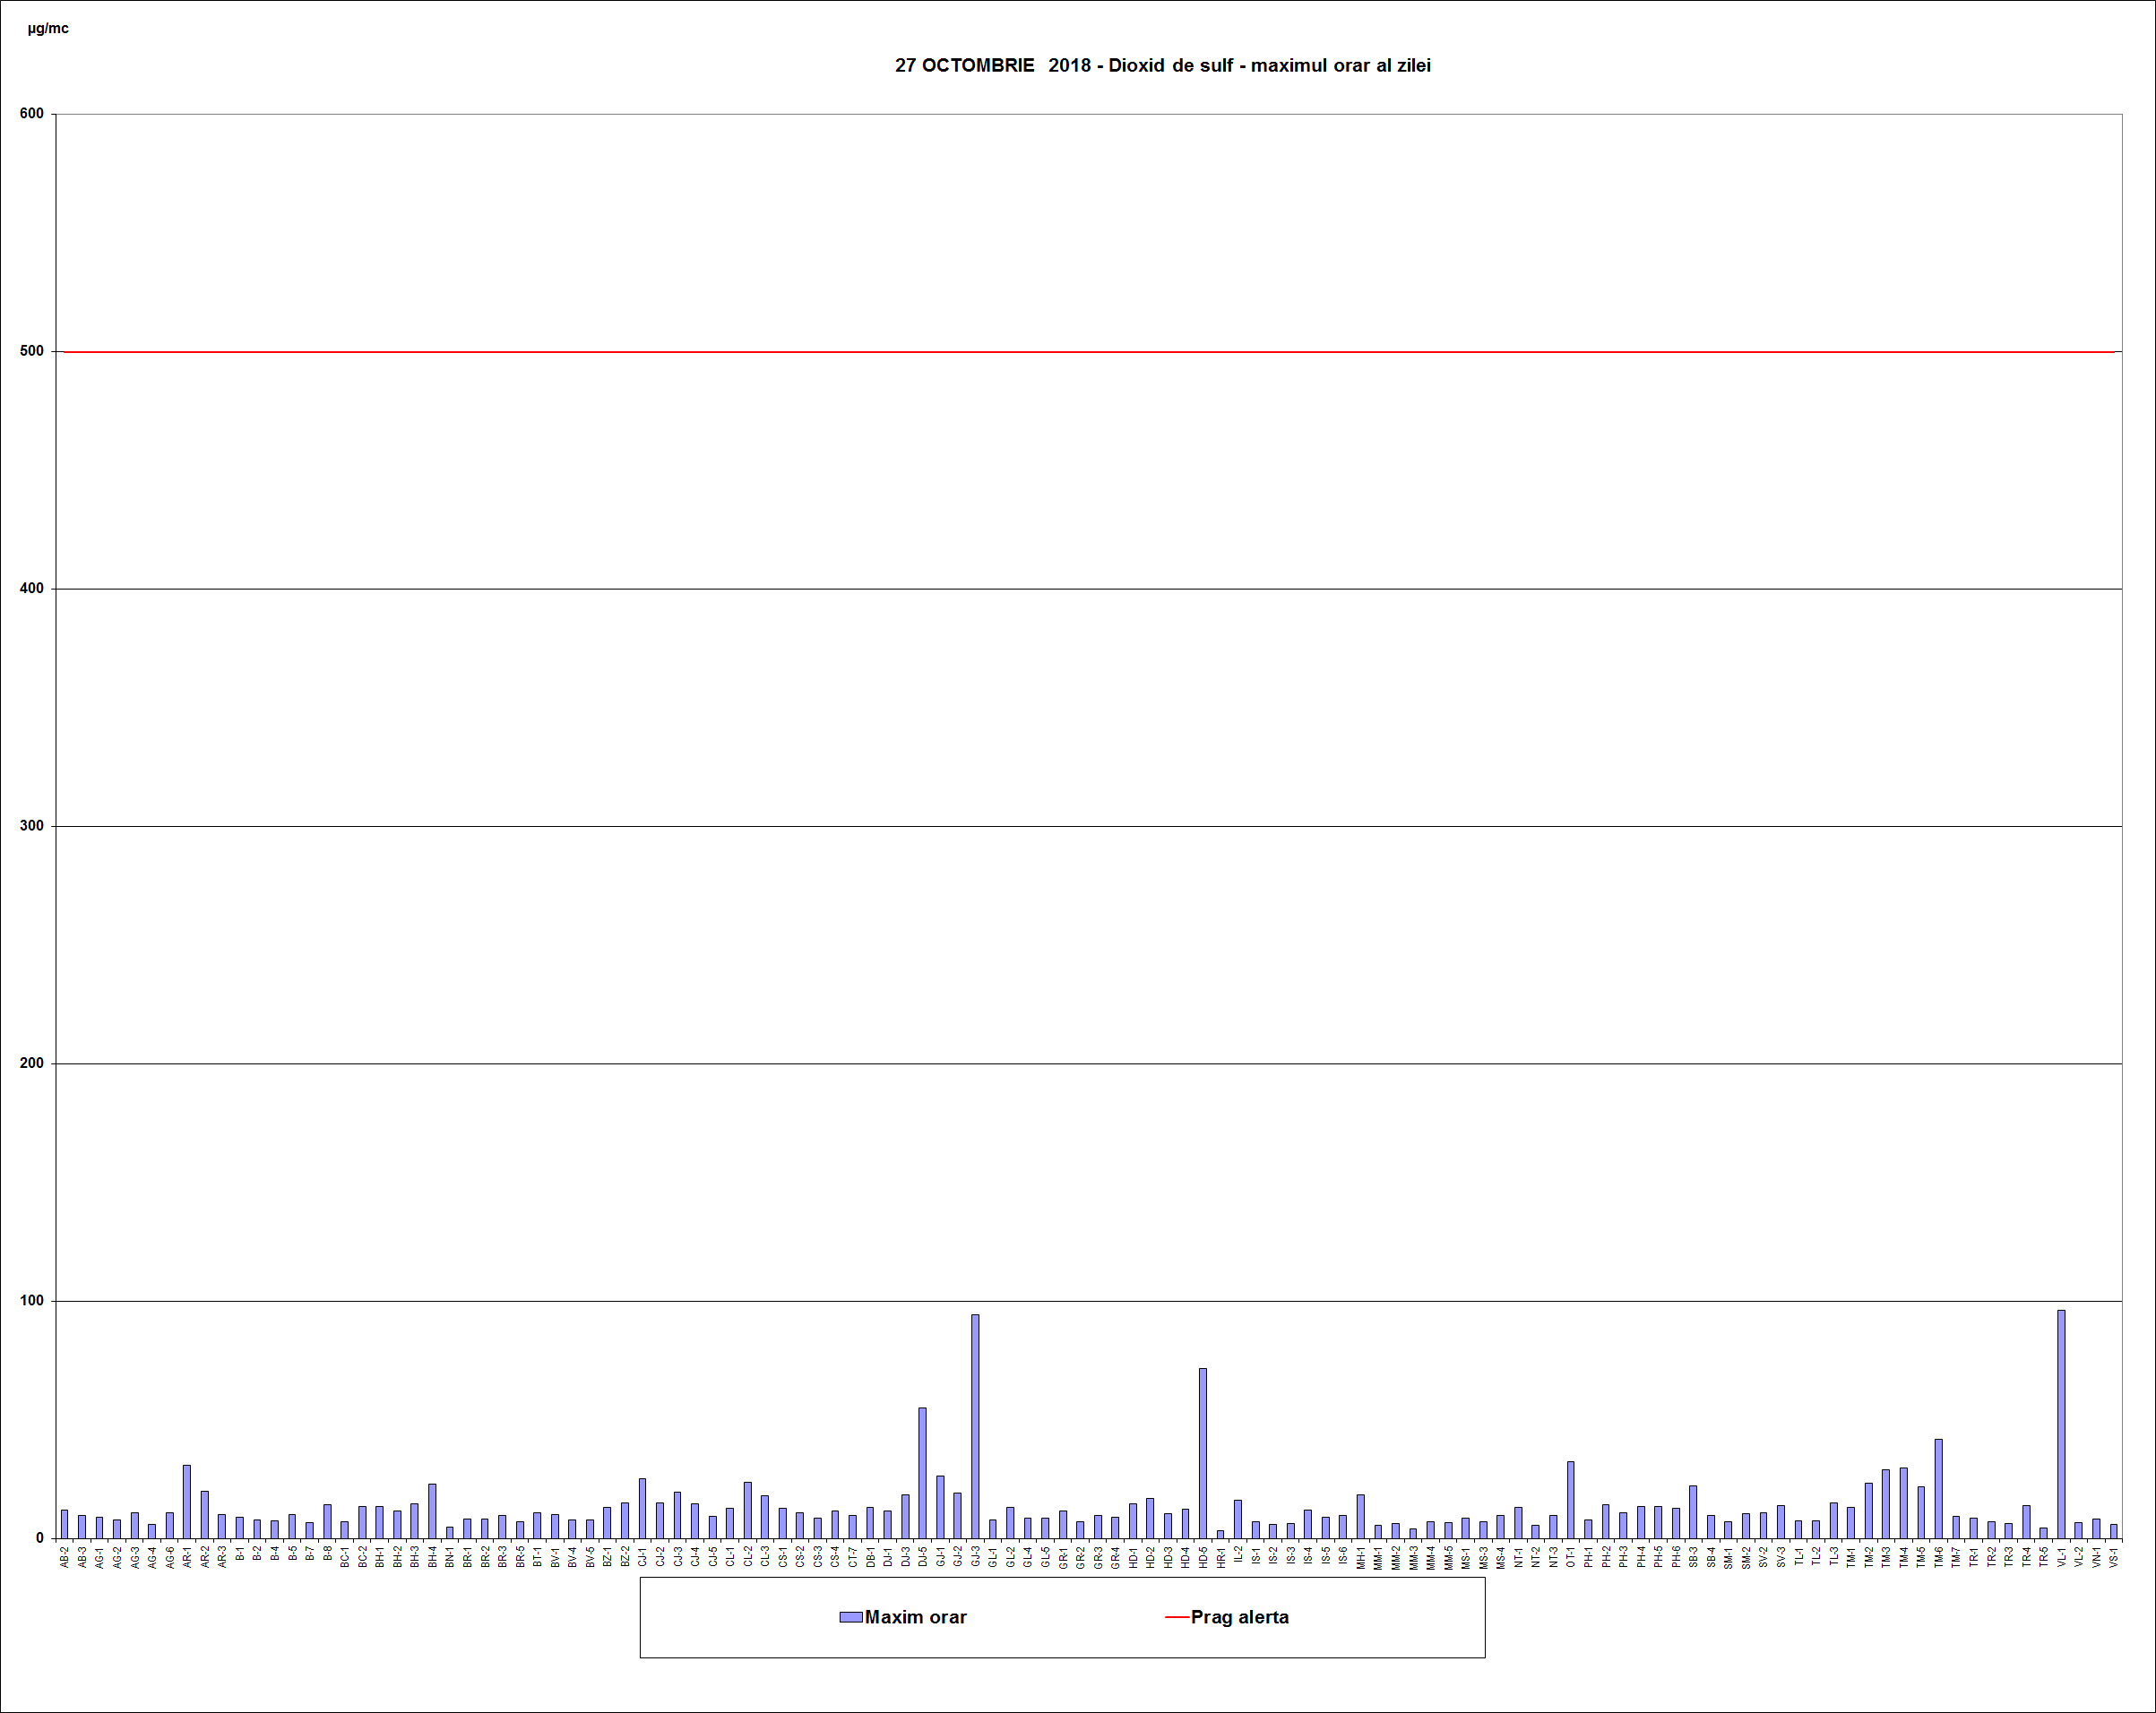 µg/mc
27 OCTOMBRIE 2018 - Dioxid de sulf - maximul orar al zilei
600
500
400
300
200
100
0
AB-2 AB-3 AG-1 AG-2 AG-3 AG-4 AG-6 AR-1 AR-2 AR-3 B-1 B-2 B-4 B-5 B-7 B-8 BC-1 BC-2 BH-1 BH-2 BH-3 BH-4 BN-1 BR-1 BR-2 BR-3 BR-5 BT-1 BV-1 BV-4 BV-5 BZ-1 BZ-2 CJ-1 CJ-2 CJ-3 CJ-4 CJ-5 CL-1 CL-2 CL-3 CS-1 CS-2 CS-3 CS-4 CT-7 DB-1 DJ-1 DJ-3 DJ-5 GJ-1 GJ-2 GJ-3 GL-1 GL-2 GL-4 GL-5 GR-1 GR-2 GR-3 GR-4 HD-1 HD-2 HD-3 HD-4 HD-5 HR-1 IL-2 IS-1 IS-2 IS-3 IS-4 IS-5 IS-6 MH-1 MM-1 MM-2 MM-3 MM-4 MM-5 MS-1 MS-3 MS-4 NT-1 NT-2 NT-3 OT-1 PH-1 PH-2 PH-3 PH-4 PH-5 PH-6 SB-3 SB-4 SM-1 SM-2 SV-2 SV-3 TL-1 TL-2 TL-3 TM-1 TM-2 TM-3 TM-4 TM-5 TM-6 TM-7 TR-1 TR-2 TR-3 TR-4 TR-5 VL-1 VL-2 VN-1 VS-1
Maxim orar Prag alerta